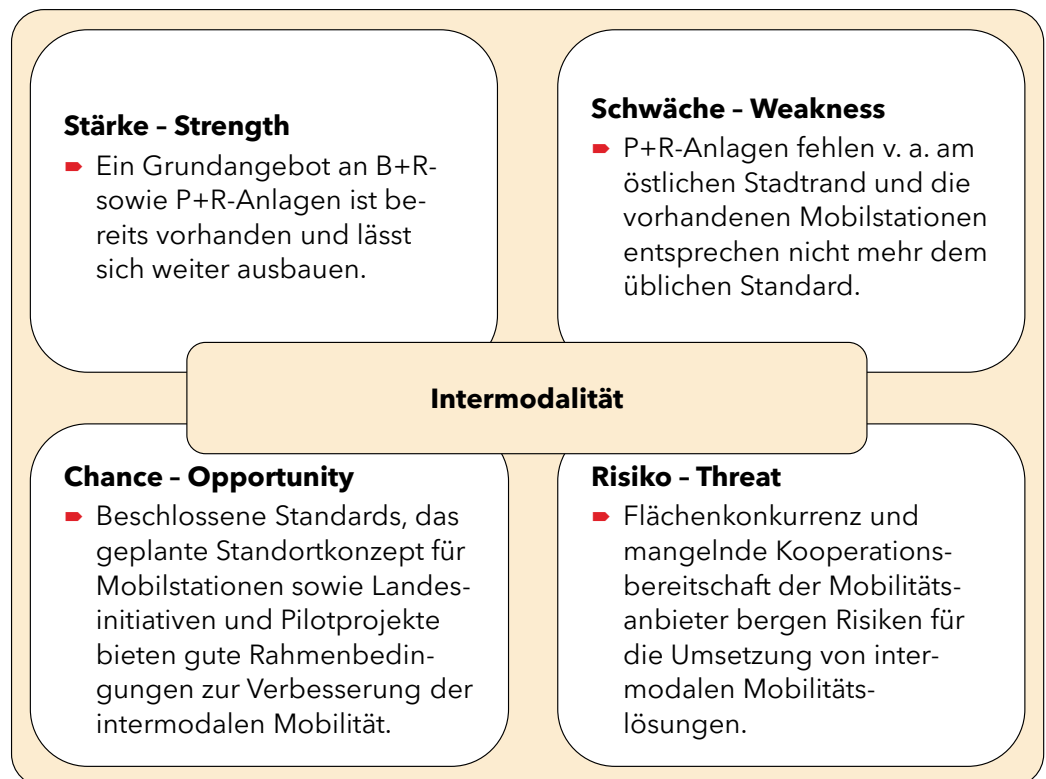 Stärke – Strength
Ein Grundangebot an B+R-
sowie P+R-Anlagen ist be-
reits vorhanden und lässt
sich weiter ausbauen.
Schwäche – Weakness
P+R-Anlagen fehlen v. a. am
östlichen Stadtrand und die
vorhandenen Mobilstationen
entsprechen nicht mehr dem
üblichen Standard.
Intermodalität
Chance – Opportunity
Beschlossene Standards, das
geplante Standortkonzept für
Mobilstationen sowie Landes-
initiativen und Pilotprojekte
bieten gute Rahmenbedin-
gungen zur Verbesserung der
intermodalen Mobilität.
Risiko – Threat
Flächenkonkurrenz und
mangelnde Kooperations-
bereitschaft der Mobilitäts-
anbieter bergen Risiken für
die Umsetzung von inter-
modalen Mobilitäts-
lösungen.